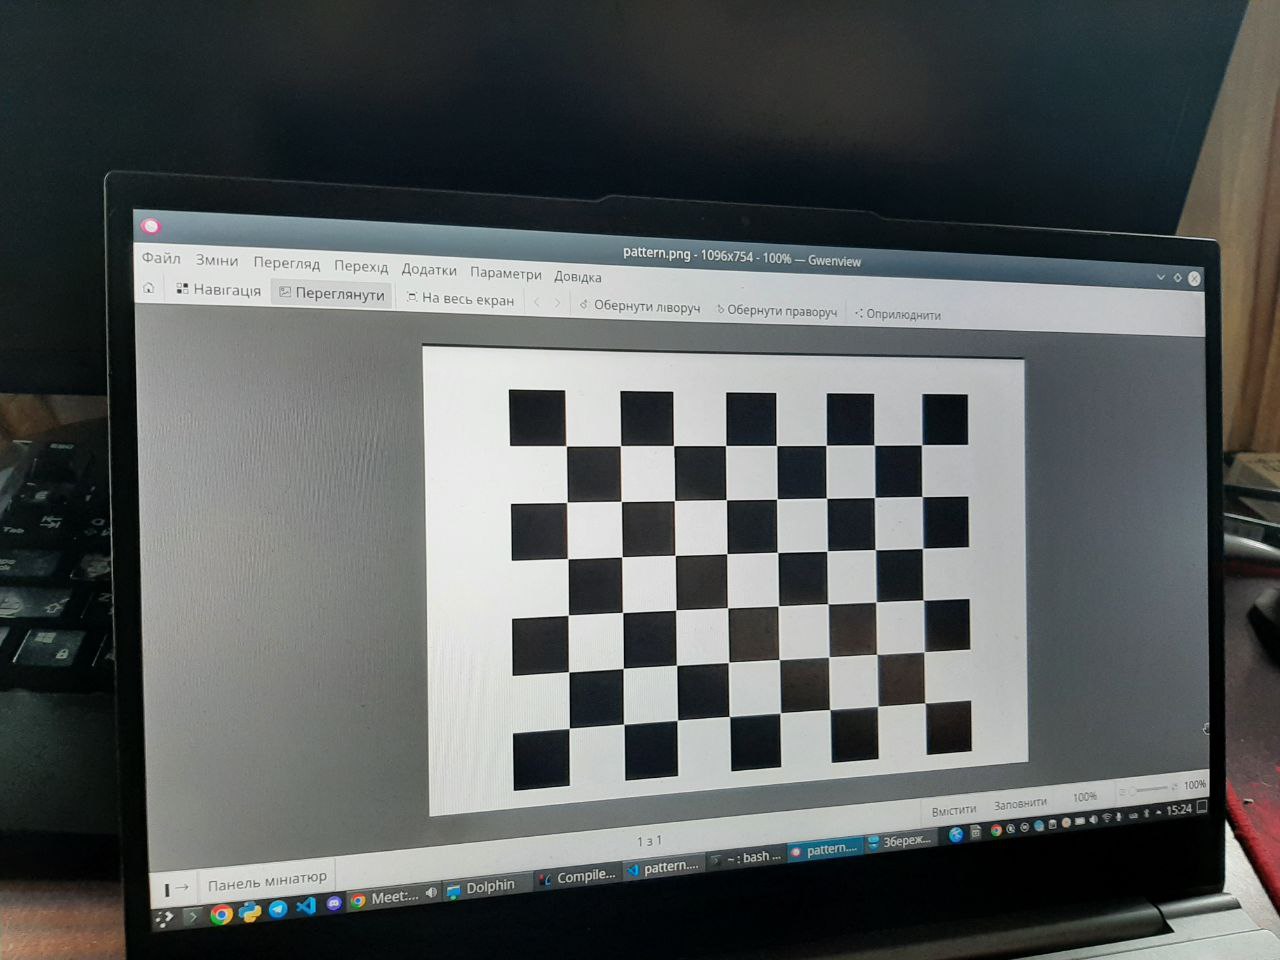 pattern.png - 1096x754 - 100% — Gwenview
Файл Зміни Перегляд Перехід Додатки Параметри Довідка
Навігація Переглянути На весь екран Обернути ліворуч Обернути праворуч Оприлюднити
Esc
Tab
Вмістити Заповнити 100% 100%
1 з 1
Панель мініатюр
Meet:... Dolphin Compile... pattern.... ~ : bash ... pattern.... Збереж... 15:24